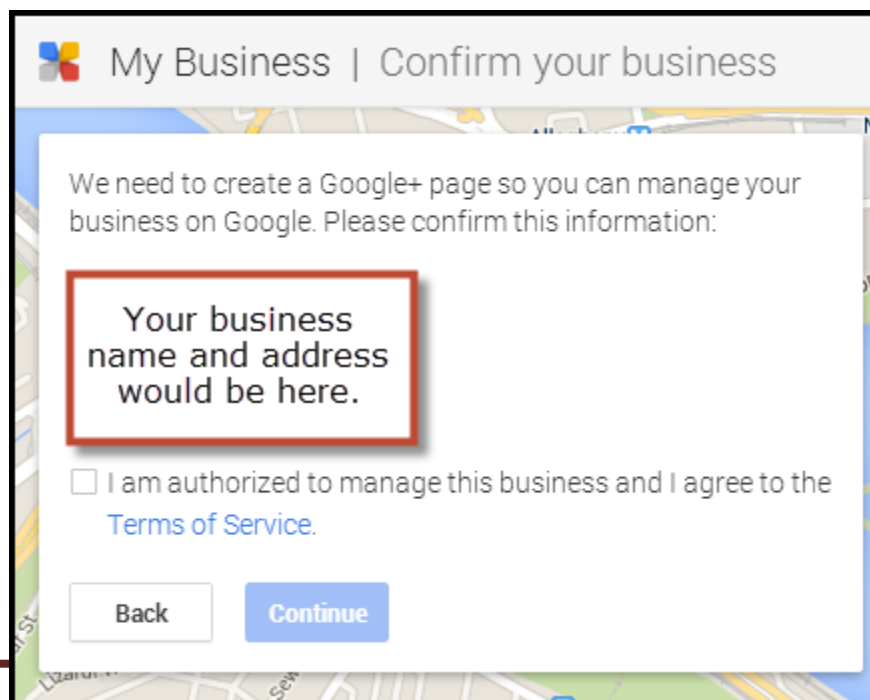 My Business | Confirm your business
We need to create a Google+ page so you can manage your
business on Google. Please confirm this information:
Your business
name and address
would be here.
I am authorized to manage this business and I agree to the
Terms of Service.
Back
Continue